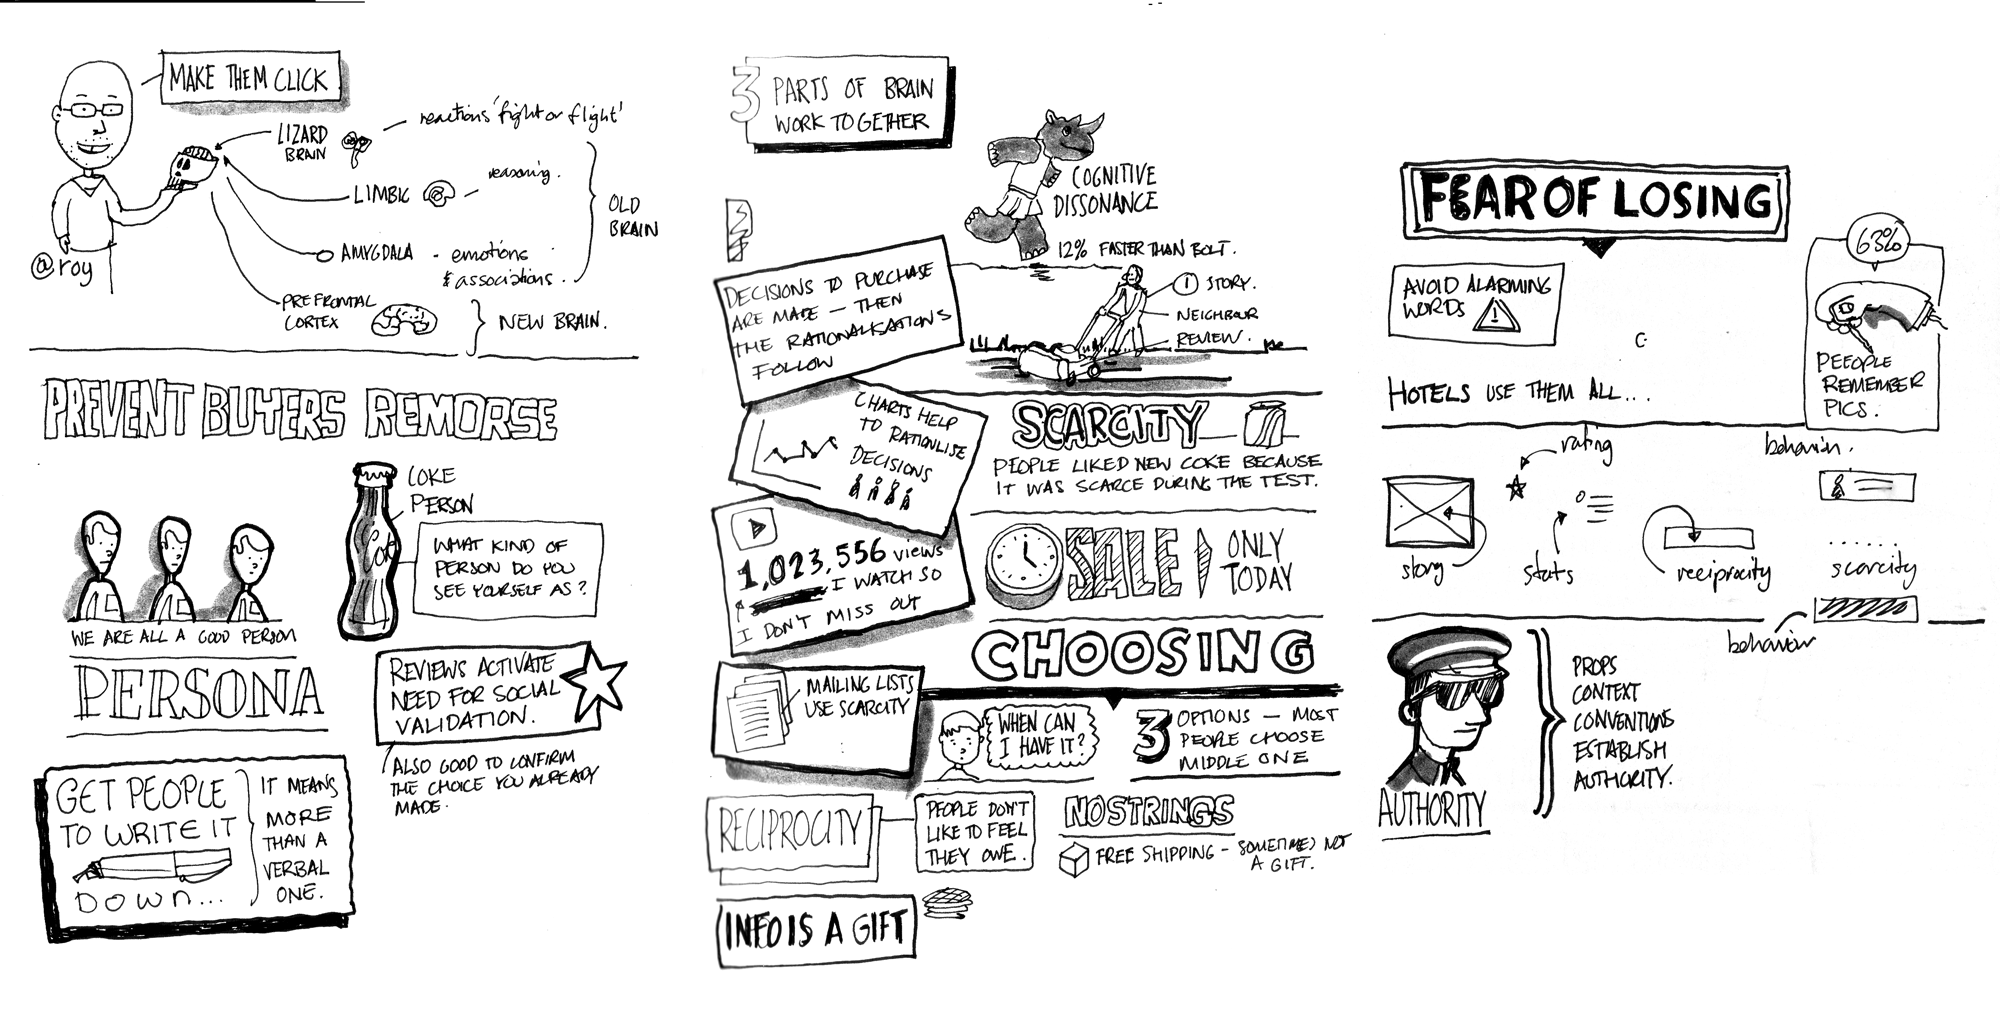 MAKE THEM CLICK
@roy
LIZARD
BRAIN
reactions 'fight or flight'
LIMBIC
reasoning.
AMYGDALA - emotions
& associations.
OLD
BRAIN
PREFRONTAL
CORTEX
NEW BRAIN.
PREVENT BUYERS REMORSE
WE ARE ALL A GOOD PERSON
PERSONA
COKE
PERSON
Cok
WHAT KIND OF
PERSON DO YOU
SEE YOURSELF AS?
REVIEWS ACTIVATE
NEED FOR SOCIAL
VALIDATION.
ALSO GOOD TO CONFIRM
THE CHOICE YOU ALREADY
MADE.
GET PEOPLE
TO WRITE IT
DOWN...
IT MEANS
MORE
THAN A
VERBAL
ONE.
3 PARTS OF BRAIN
WORK TOGETHER
COGNITIVE
DISSONANCE
12% FASTER THAN BOLT.
DECISIONS TO PURCHASE
ARE MADE — THEN
THE RATIONALISATIONS
FOLLOW
1 STORY.
NEIGHBOUR
REVIEW.
CHARTS HELP
TO RATIONLISE
DECISIONS
SCARCITY
PEOPLE LIKED NEW COKE BECAUSE
IT WAS SCARCE DURING THE TEST.
1,023,556 views
I WATCH SO
I DON'T MISS OUT
SALE!
ONLY
TODAY
CHOOSING
MAILING LISTS
USE SCARCITY
WHEN CAN
I HAVE IT?
3 OPTIONS — MOST
PEOPLE CHOOSE
MIDDLE ONE
RECIPROCITY
PEOPLE DON'T
LIKE TO FEEL
THEY OWE.
NO STRINGS
FREE SHIPPING - SOMETIMES NOT
A GIFT.
INFO IS A GIFT
FEAR OF LOSING
AVOID ALARMING
WORDS
HOTELS USE THEM ALL...
63%
PEEOPLE
REMEMBER
PICS.
rating
behavior.
story
stats
reciprocity
scarcity
behavior
AUTHORITY
PROPS
CONTEXT
CONVENTIONS
ESTABLISH
AUTHORITY.